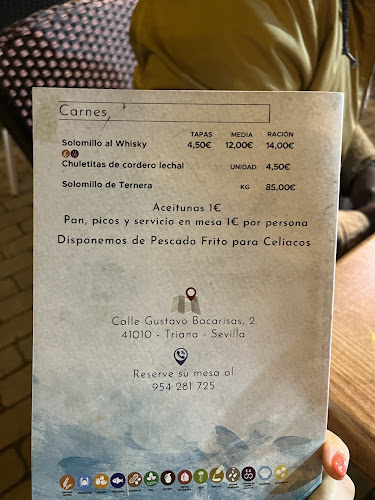 Carnes
TAPAS MEDIA RACIÓN
Solomillo al Whisky 4,50€ 12,00€ 14,00€
Chuletitas de cordero lechal UNIDAD 4,50€
Solomillo de Ternera KG 85,00€
Aceitunas 1€
Pan, picos y servicio en mesa 1€ por persona
Disponemos de Pescado Frito para Celíacos
Calle Gustavo Bacarisas, 2
41010 - Triana - Sevilla
Reserve su mesa al
954 281 725